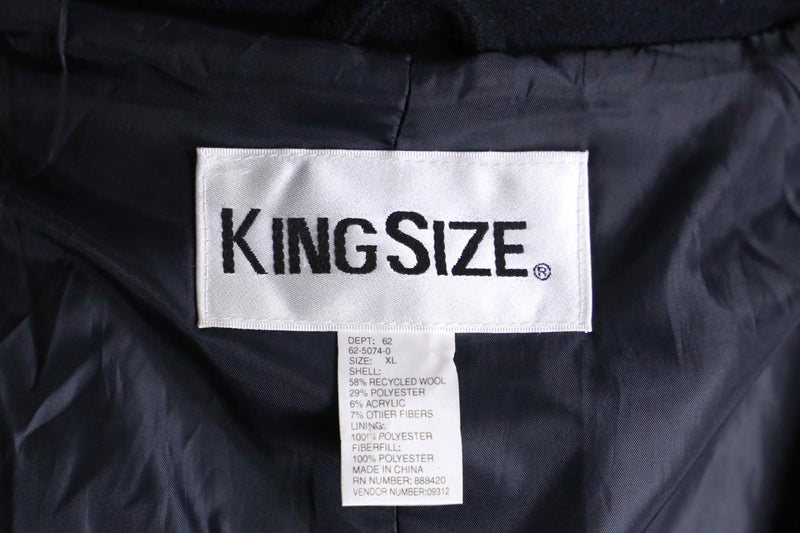 KINGSIZE®
DEPT: 62
62-5074-0
SIZE: XL
SHELL:
58% RECYCLED WOOL
29% POLYESTER
6% ACRYLIC
7% OTHER FIBERS
LINING:
100% POLYESTER
FIBERFILL:
100% POLYESTER
MADE IN CHINA
RN NUMBER: 888420
VENDOR NUMBER:09312